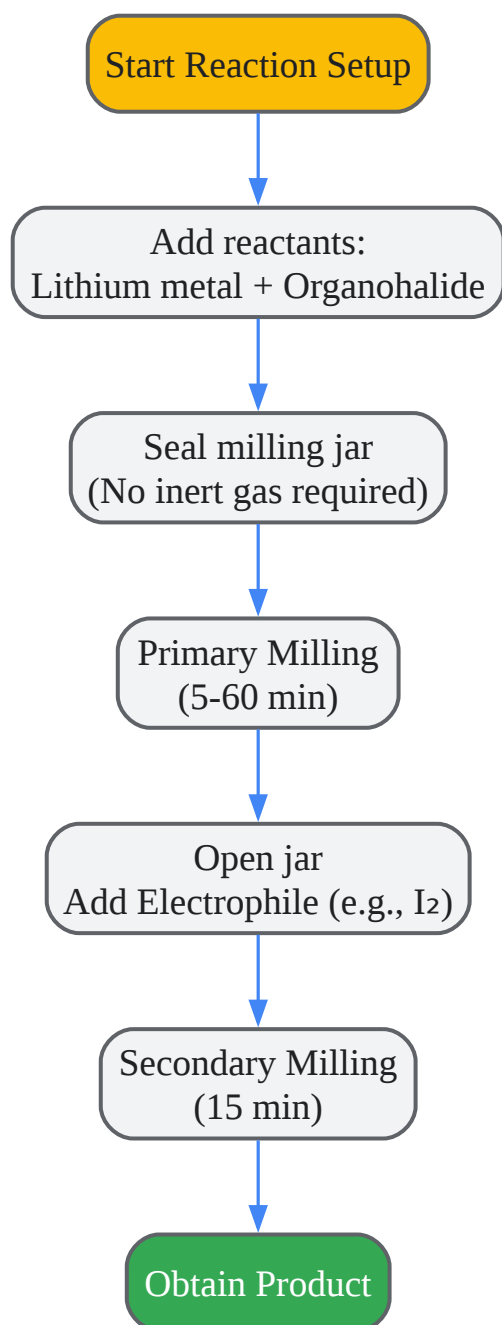 Start Reaction Setup
Add reactants:
Lithium metal + Organohalide
Seal milling jar
(No inert gas required)
Primary Milling
(5-60 min)
Open jar
Add Electrophile (e.g., I₂)
Secondary Milling
(15 min)
Obtain Product